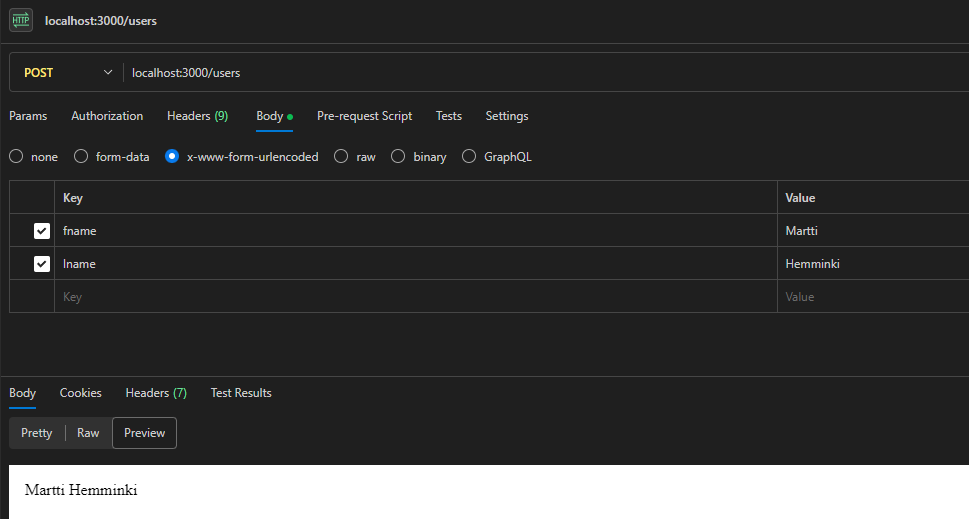 HTTP localhost:3000/users
POST localhost:3000/users
Params Authorization Headers (9) Body Pre-request Script Tests Settings
none form-data x-www-form-urlencoded raw binary GraphQL
Key Value
fname Martti
lname Hemminki
Key Value
Body Cookies Headers (7) Test Results
Pretty Raw Preview
Martti Hemminki